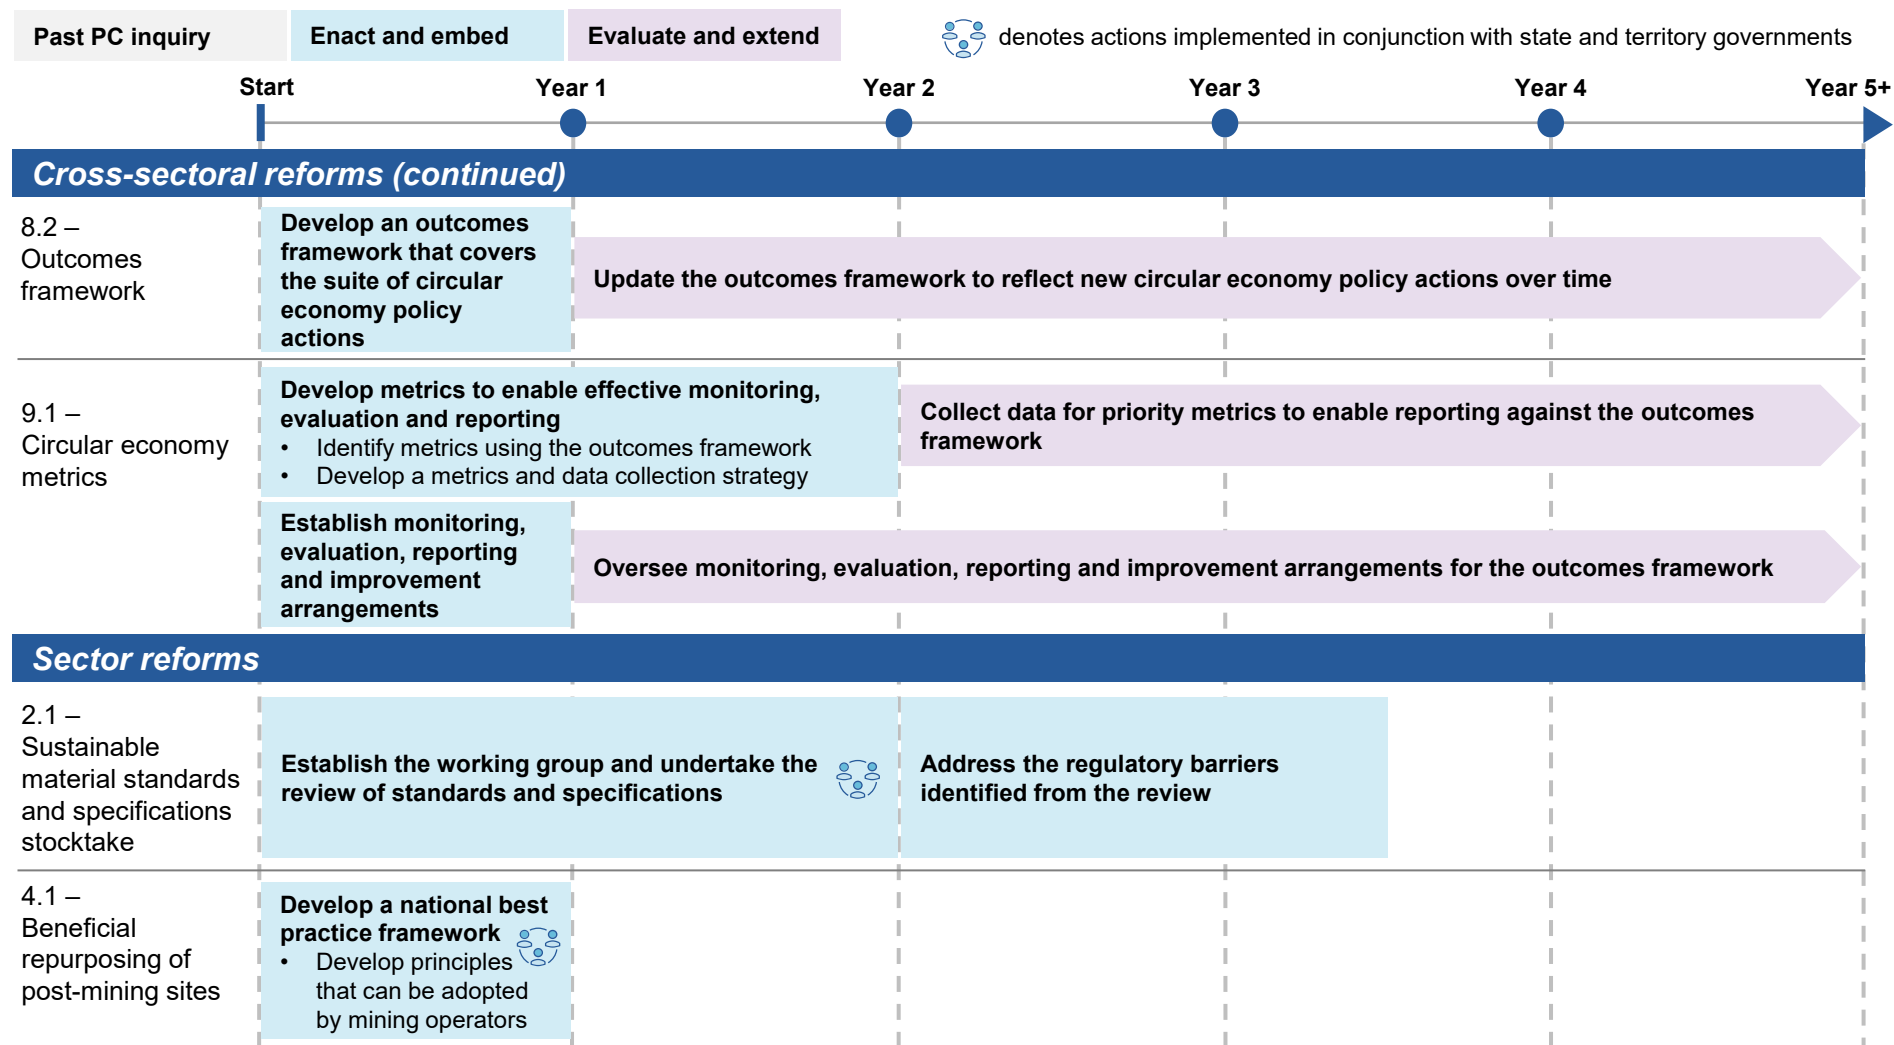 Past PC inquiry
Enact and embed
Evaluate and extend
denotes actions implemented in conjunction with state and territory governments
Start
Year 1
Year 2
Year 3
Year 4
Year 5+
Cross-sectoral reforms (continued)
8.2 –
Outcomes
framework
Develop an outcomes
framework that covers
the suite of circular
economy policy
actions
Update the outcomes framework to reflect new circular economy policy actions over time
9.1 –
Circular economy
metrics
Develop metrics to enable effective monitoring,
evaluation and reporting
• Identify metrics using the outcomes framework
• Develop a metrics and data collection strategy
Collect data for priority metrics to enable reporting against the outcomes
framework
Establish monitoring,
evaluation, reporting
and improvement
arrangements
Oversee monitoring, evaluation, reporting and improvement arrangements for the outcomes framework
Sector reforms
2.1 –
Sustainable
material standards
and specifications
stocktake
Establish the working group and undertake the
review of standards and specifications
Address the regulatory barriers
identified from the review
4.1 –
Beneficial
repurposing of
post-mining sites
Develop a national best
practice framework
• Develop principles
that can be adopted
by mining operators